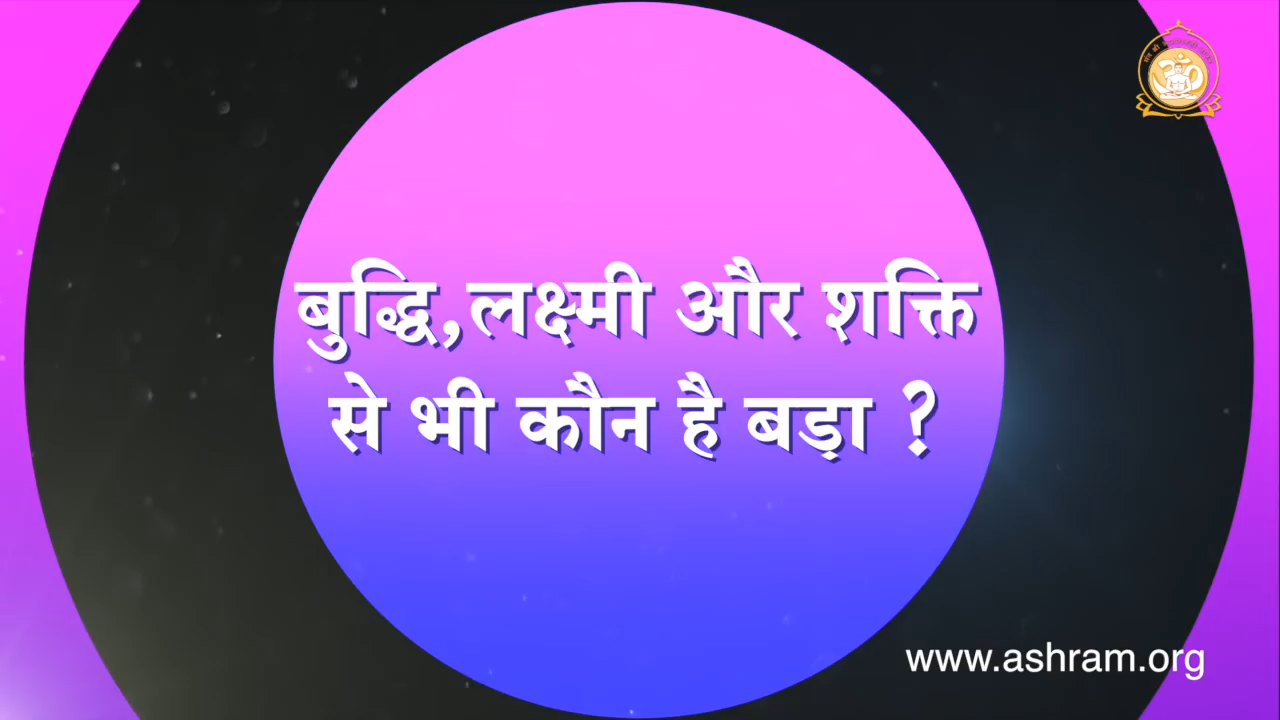 बुद्धि,लक्ष्मी और शक्ति
से भी कौन है बड़ा ?
www.ashram.org